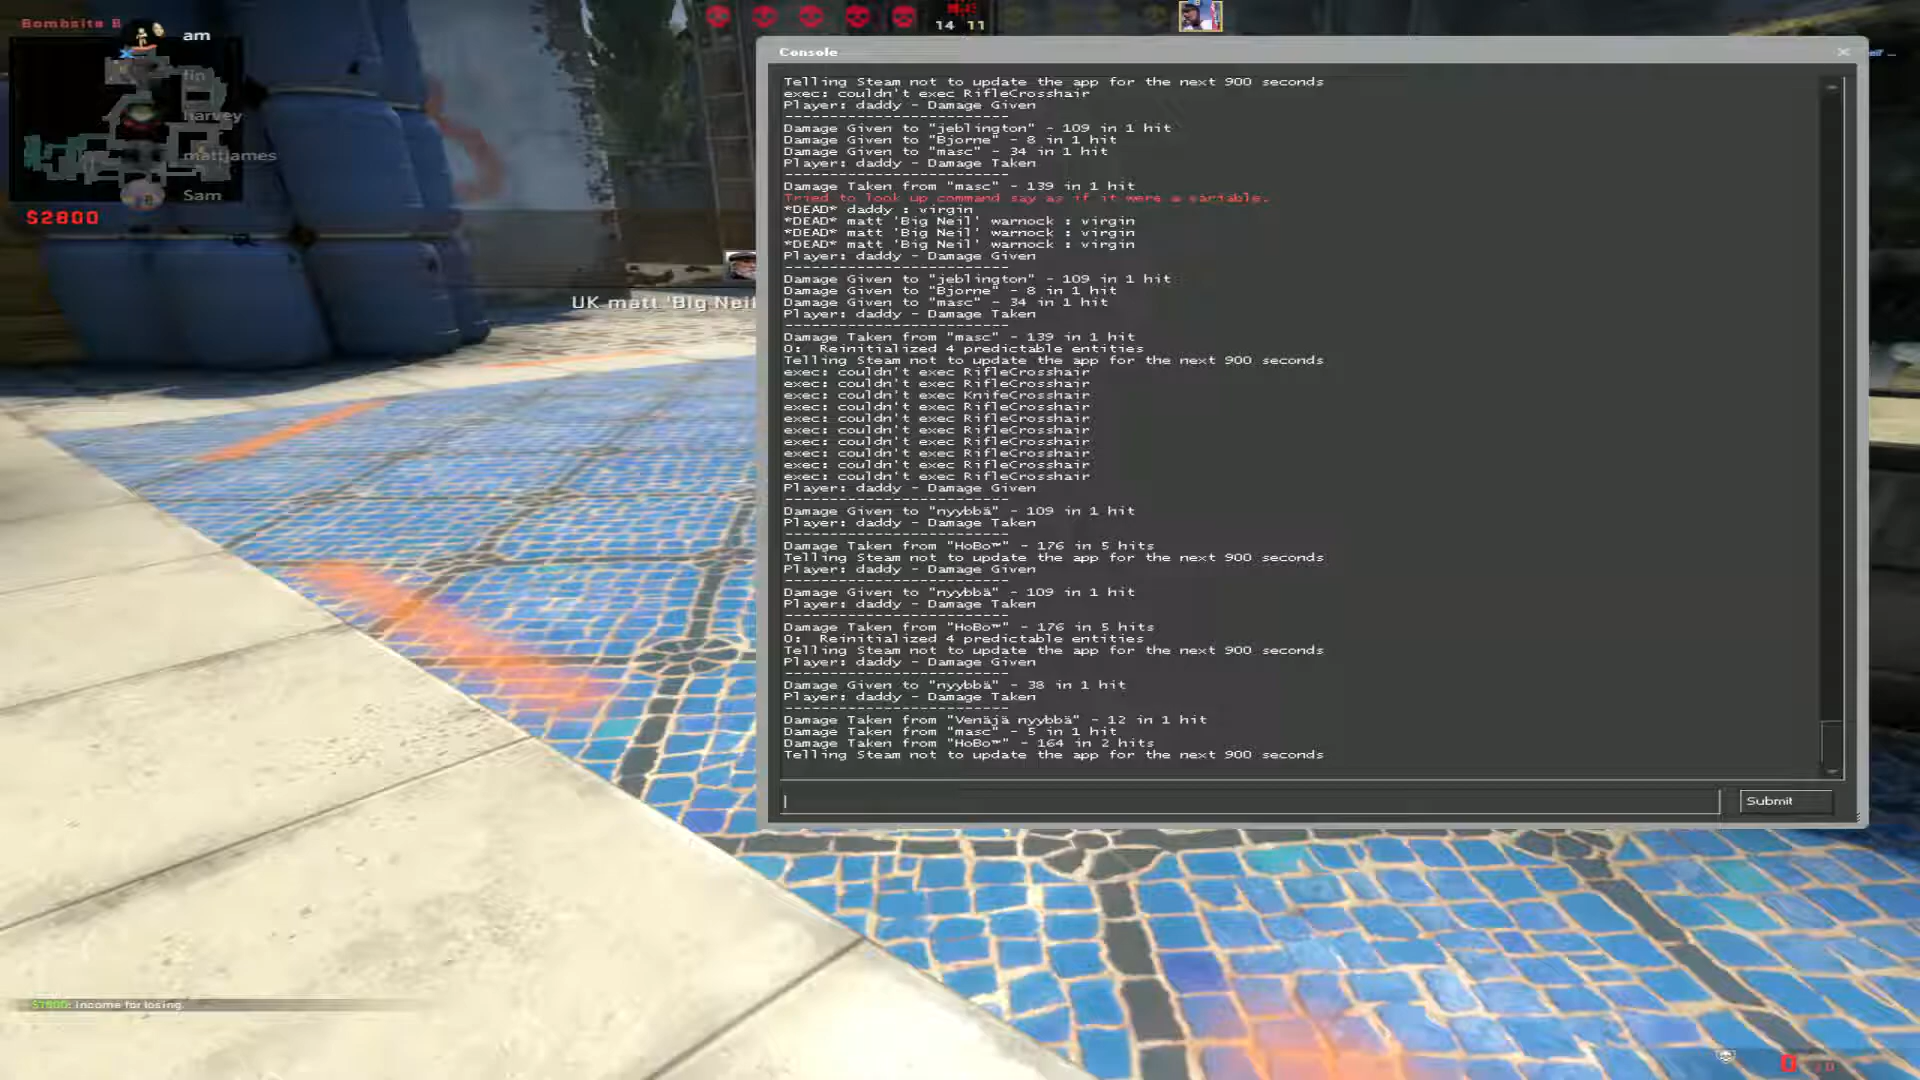 Bombsite B
am
fin
harvey
mattjames
Sam
$2800
14 11
UK matt 'Big Neil
Console
Telling Steam not to update the app for the next 900 seconds
exec: couldn't exec RifleCrosshair
Player: daddy - Damage Given
-------------------------
Damage Given to "jeblington" - 109 in 1 hit
Damage Given to "Bjorne" - 8 in 1 hit
Damage Given to "masc" - 34 in 1 hit
Player: daddy - Damage Taken
-------------------------
Damage Taken from "masc" - 139 in 1 hit
Tried to look up command say as if it were a variable.
*DEAD* daddy : virgin
*DEAD* matt 'Big Neil' warnock : virgin
*DEAD* matt 'Big Neil' warnock : virgin
*DEAD* matt 'Big Neil' warnock : virgin
Player: daddy - Damage Given
-------------------------
Damage Given to "jeblington" - 109 in 1 hit
Damage Given to "Bjorne" - 8 in 1 hit
Damage Given to "masc" - 34 in 1 hit
Player: daddy - Damage Taken
-------------------------
Damage Taken from "masc" - 139 in 1 hit
0:  Reinitialized 4 predictable entities
Telling Steam not to update the app for the next 900 seconds
exec: couldn't exec RifleCrosshair
exec: couldn't exec RifleCrosshair
exec: couldn't exec KnifeCrosshair
exec: couldn't exec RifleCrosshair
exec: couldn't exec RifleCrosshair
exec: couldn't exec RifleCrosshair
exec: couldn't exec RifleCrosshair
exec: couldn't exec RifleCrosshair
exec: couldn't exec RifleCrosshair
exec: couldn't exec RifleCrosshair
Player: daddy - Damage Given
-------------------------
Damage Given to "nyybbä" - 109 in 1 hit
Player: daddy - Damage Taken
-------------------------
Damage Taken from "HoBo™" - 176 in 5 hits
Telling Steam not to update the app for the next 900 seconds
Player: daddy - Damage Given
-------------------------
Damage Given to "nyybbä" - 109 in 1 hit
Player: daddy - Damage Taken
-------------------------
Damage Taken from "HoBo™" - 176 in 5 hits
0:  Reinitialized 4 predictable entities
Telling Steam not to update the app for the next 900 seconds
Player: daddy - Damage Given
-------------------------
Damage Given to "nyybbä" - 38 in 1 hit
Player: daddy - Damage Taken
-------------------------
Damage Taken from "Venäjä nyybbä" - 12 in 1 hit
Damage Taken from "masc" - 5 in 1 hit
Damage Taken from "HoBo™" - 164 in 2 hits
Telling Steam not to update the app for the next 900 seconds
Submit
Income for losing.